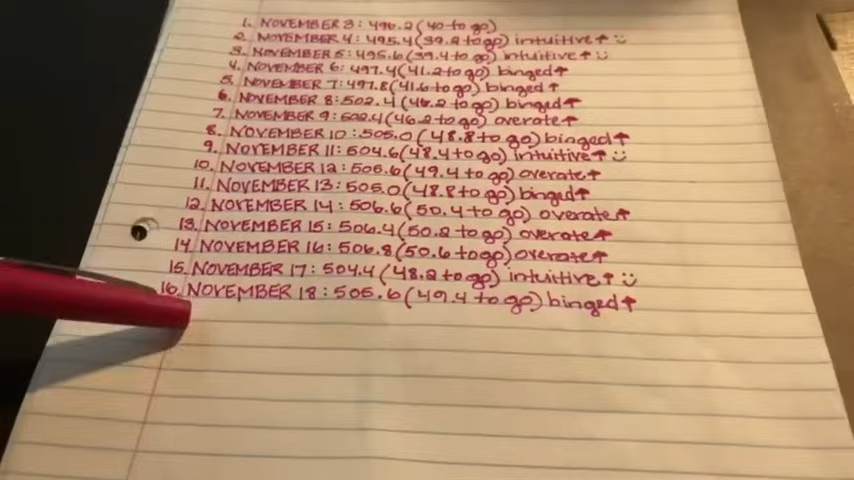 1. NOVEMBER 3: 496.2 (40 to go)
2. NOVEMBER 4: 495.4 (39.2 to go) intuitive↑ :)
3. NOVEMBER 5: 495.6 (39.4 to go) intuitive↑ :)
4. NOVEMBER 6: 497.4 (41.2 to go) binged↑
5. NOVEMBER 7: 497.8 (41.6 to go) binged↑
6. NOVEMBER 8: 502.4 (46.2 to go) binged↑
7. NOVEMBER 9: 502.4 (46.2 to go) overate↑
8. NOVEMBER 10: 505.0 (48.8 to go) binged↑
9. NOVEMBER 11: 504.6 (48.4 to go) intuitive↑ :)
10. NOVEMBER 12: 505.6 (49.4 to go) overate↑
11. NOVEMBER 13: 505.0 (48.8 to go) binged↑
12. NOVEMBER 14: 506.6 (50.4 to go) overate↑
13. NOVEMBER 15: 506.4 (50.2 to go) overate↑
14. NOVEMBER 16: 506.8 (50.6 to go) overate↑
15. NOVEMBER 17: 504.4 (48.2 to go) intuitive↑ :)
16. NOVEMBER 18: 505.6 (49.4 to go) binged↑